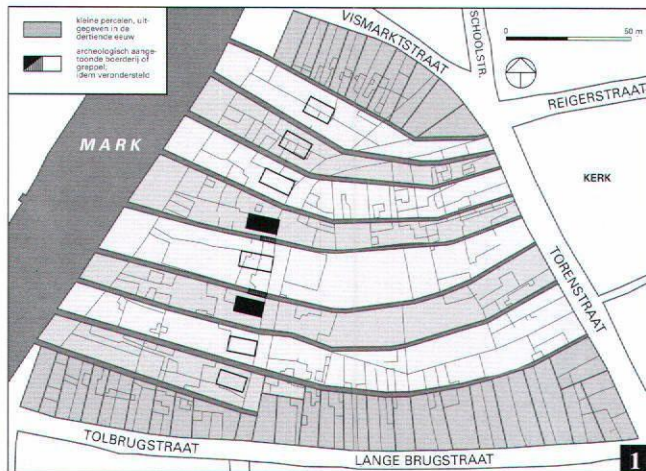 kleine percelen, uit-
gegeven in de
dertiende eeuw
archeologisch aange-
toonde boerderij of
greppel,
idem verondersteld
VISMARKTSTRAAT
SCHOOLSTR.
0 50 m
REIGERSTRAAT
MARK
KERK
TORENSTRAAT
TOLBRUGSTRAAT
LANGE BRUGSTRAAT
1